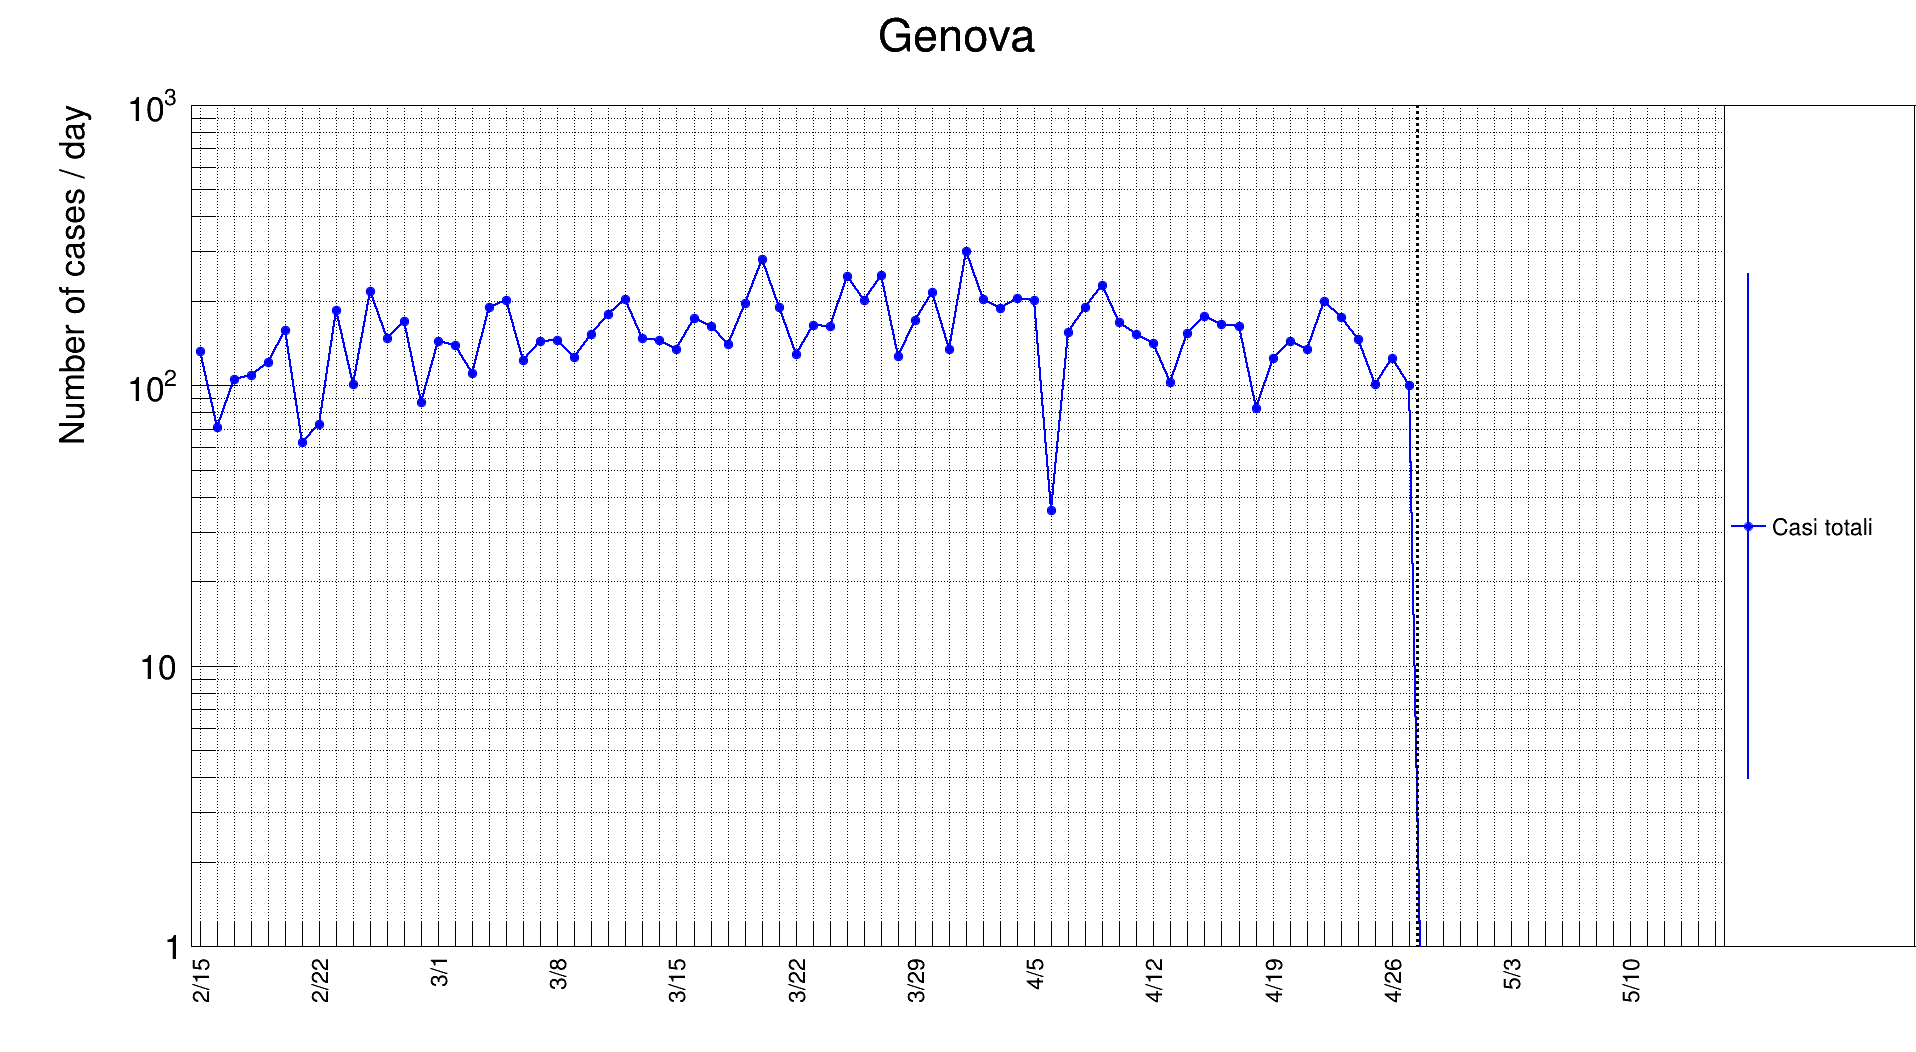 Genova
Number of cases / day
10³
10²
10
1
2/15 2/22 3/1 3/8 3/15 3/22 3/29 4/5 4/12 4/19 4/26 5/3 5/10
Casi totali